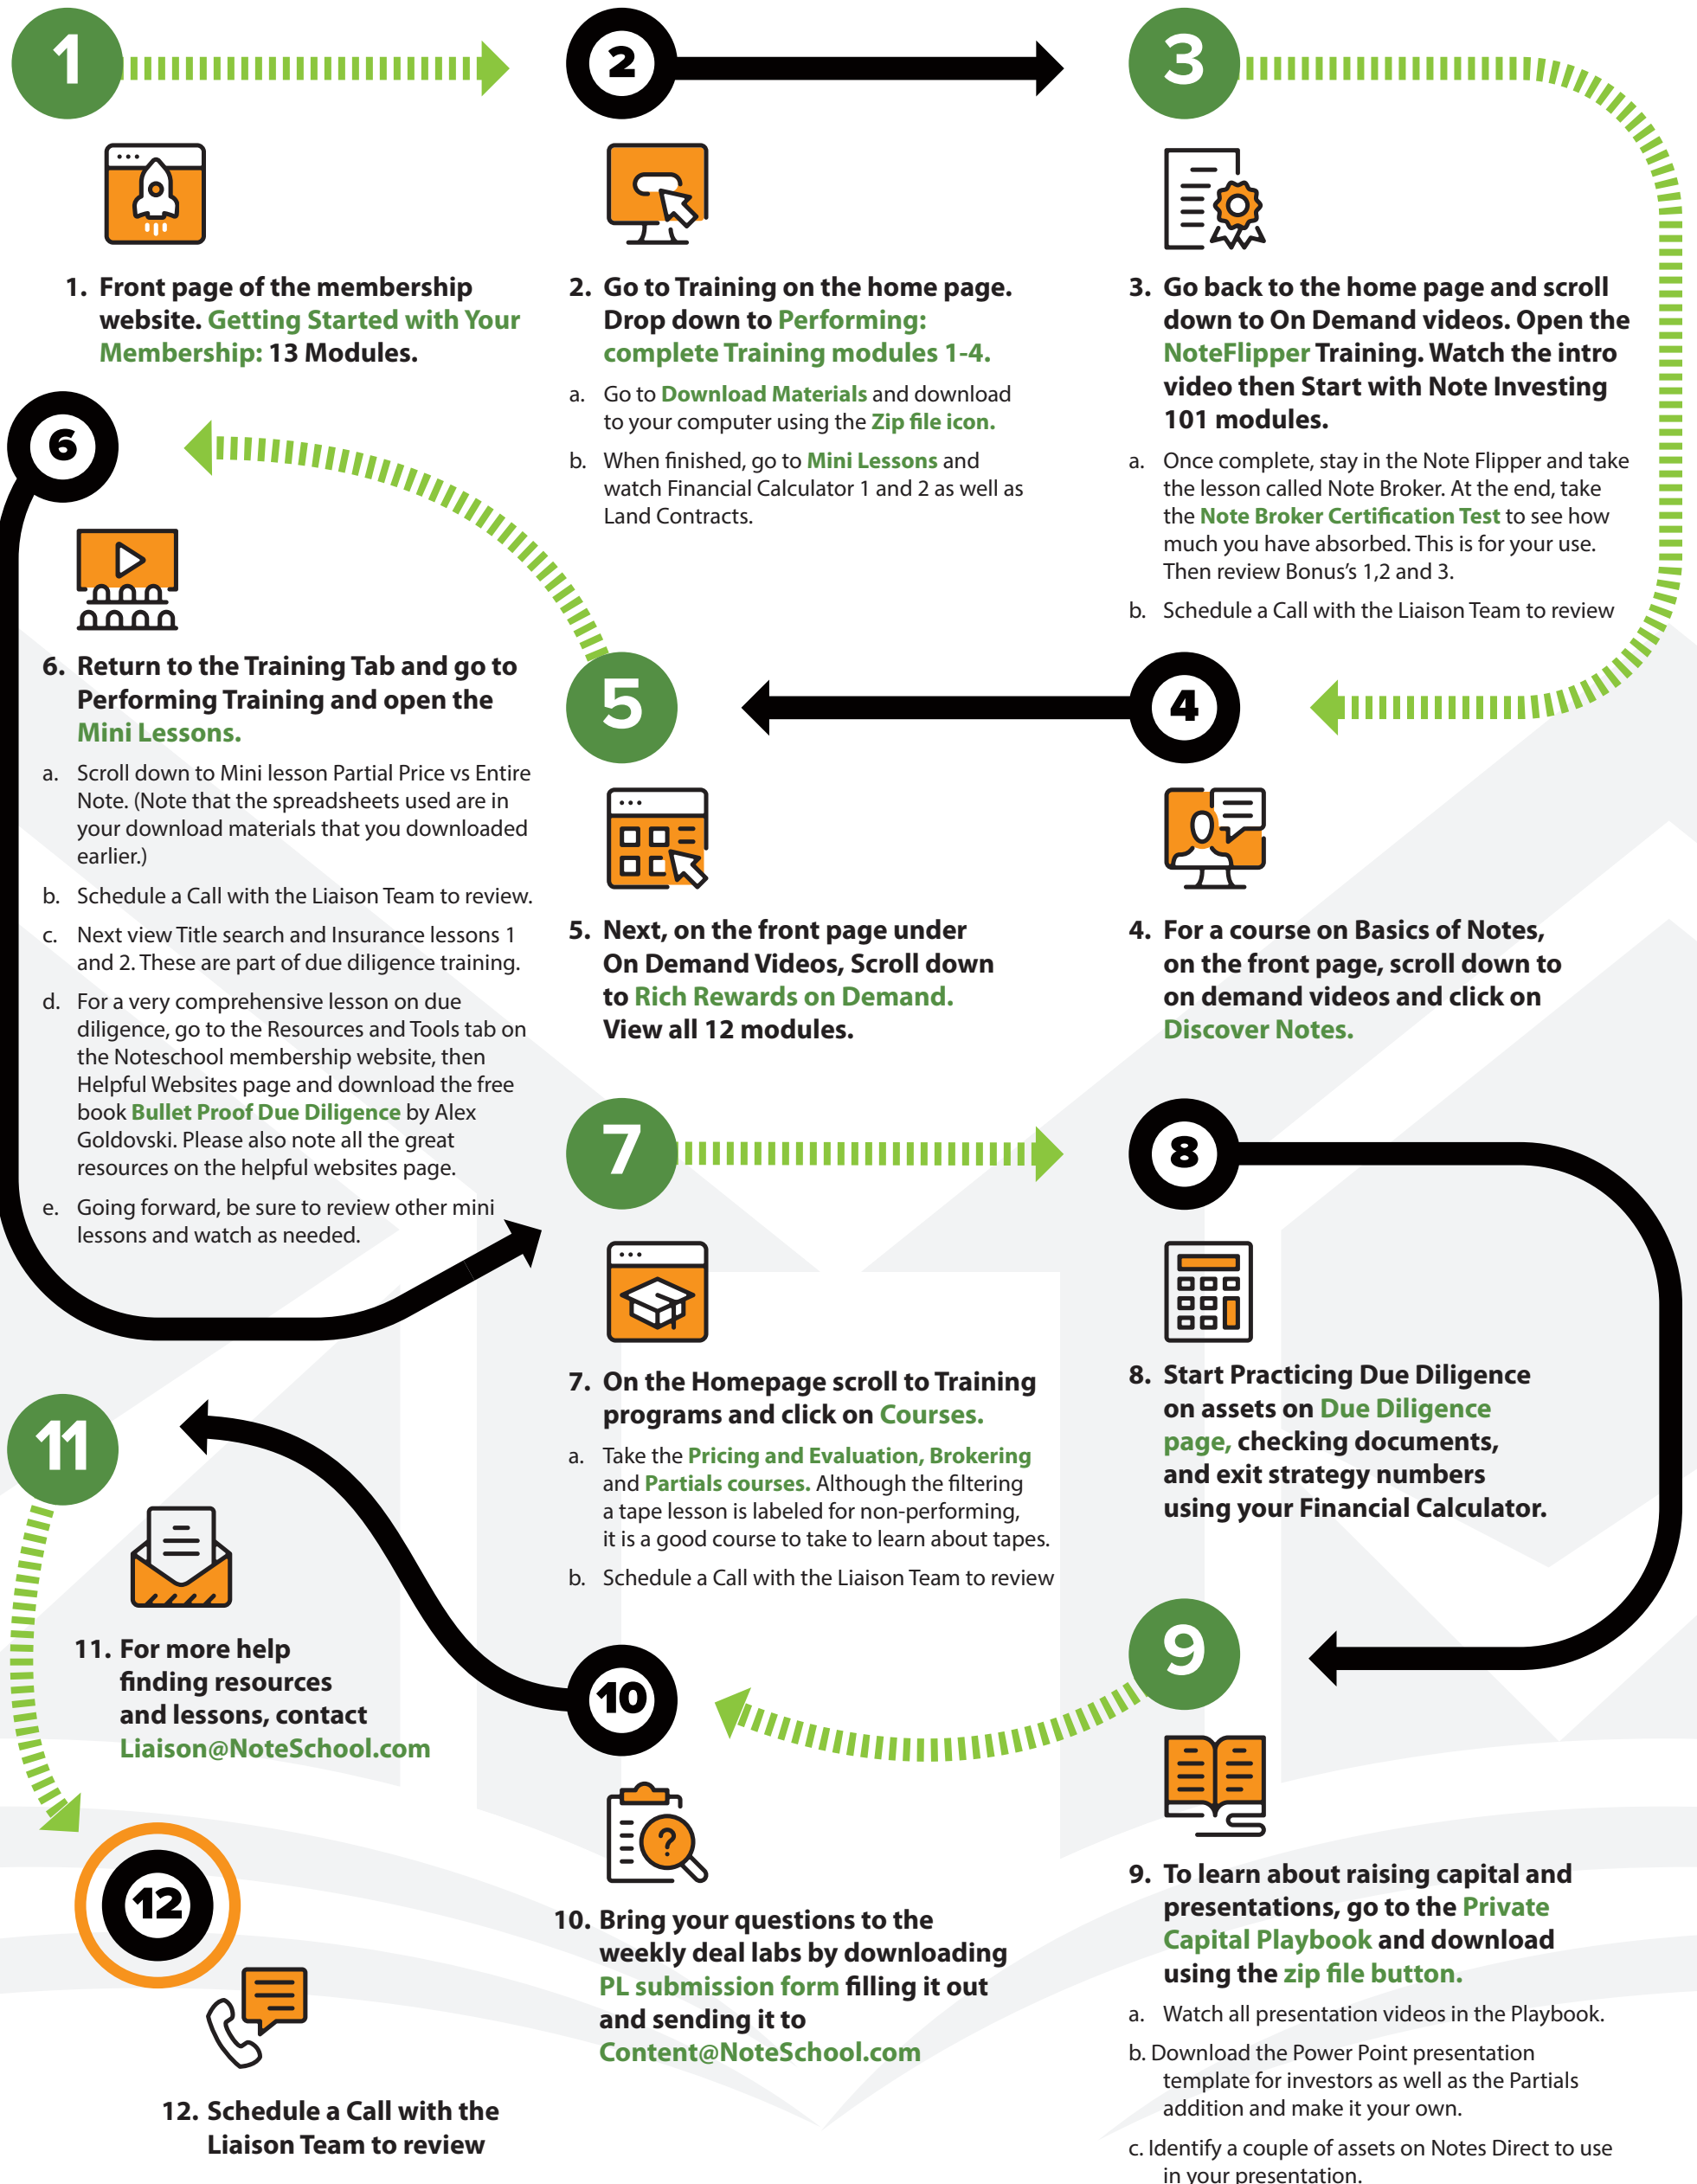 1
1. Front page of the membership
website. Getting Started with Your
Membership: 13 Modules.
2
2. Go to Training on the home page.
Drop down to Performing:
complete Training modules 1-4.
a. Go to Download Materials and download
to your computer using the Zip file icon.
b. When finished, go to Mini Lessons and
watch Financial Calculator 1 and 2 as well as
Land Contracts.
3
3. Go back to the home page and scroll
down to On Demand videos. Open the
NoteFlipper Training. Watch the intro
video then Start with Note Investing
101 modules.
a. Once complete, stay in the Note Flipper and take
the lesson called Note Broker. At the end, take
the Note Broker Certification Test to see how
much you have absorbed. This is for your use.
Then review Bonus's 1,2 and 3.
b. Schedule a Call with the Liaison Team to review
4
4. For a course on Basics of Notes,
on the front page, scroll down to
on demand videos and click on
Discover Notes.
5
5. Next, on the front page under
On Demand Videos, Scroll down
to Rich Rewards on Demand.
View all 12 modules.
6
6. Return to the Training Tab and go to
Performing Training and open the
Mini Lessons.
a. Scroll down to Mini lesson Partial Price vs Entire
Note. (Note that the spreadsheets used are in
your download materials that you downloaded
earlier.)
b. Schedule a Call with the Liaison Team to review.
c. Next view Title search and Insurance lessons 1
and 2. These are part of due diligence training.
d. For a very comprehensive lesson on due
diligence, go to the Resources and Tools tab on
the Noteschool membership website, then
Helpful Websites page and download the free
book Bullet Proof Due Diligence by Alex
Goldovski. Please also note all the great
resources on the helpful websites page.
e. Going forward, be sure to review other mini
lessons and watch as needed.
7
7. On the Homepage scroll to Training
programs and click on Courses.
a. Take the Pricing and Evaluation, Brokering
and Partials courses. Although the filtering
a tape lesson is labeled for non-performing,
it is a good course to take to learn about tapes.
b. Schedule a Call with the Liaison Team to review
8
8. Start Practicing Due Diligence
on assets on Due Diligence
page, checking documents,
and exit strategy numbers
using your Financial Calculator.
9
9. To learn about raising capital and
presentations, go to the Private
Capital Playbook and download
using the zip file button.
a. Watch all presentation videos in the Playbook.
b. Download the Power Point presentation
template for investors as well as the Partials
addition and make it your own.
c. Identify a couple of assets on Notes Direct to use
in your presentation.
10
?
10. Bring your questions to the
weekly deal labs by downloading
PL submission form filling it out
and sending it to
Content@NoteSchool.com
11
11. For more help
finding resources
and lessons, contact
Liaison@NoteSchool.com
12
12. Schedule a Call with the
Liaison Team to review